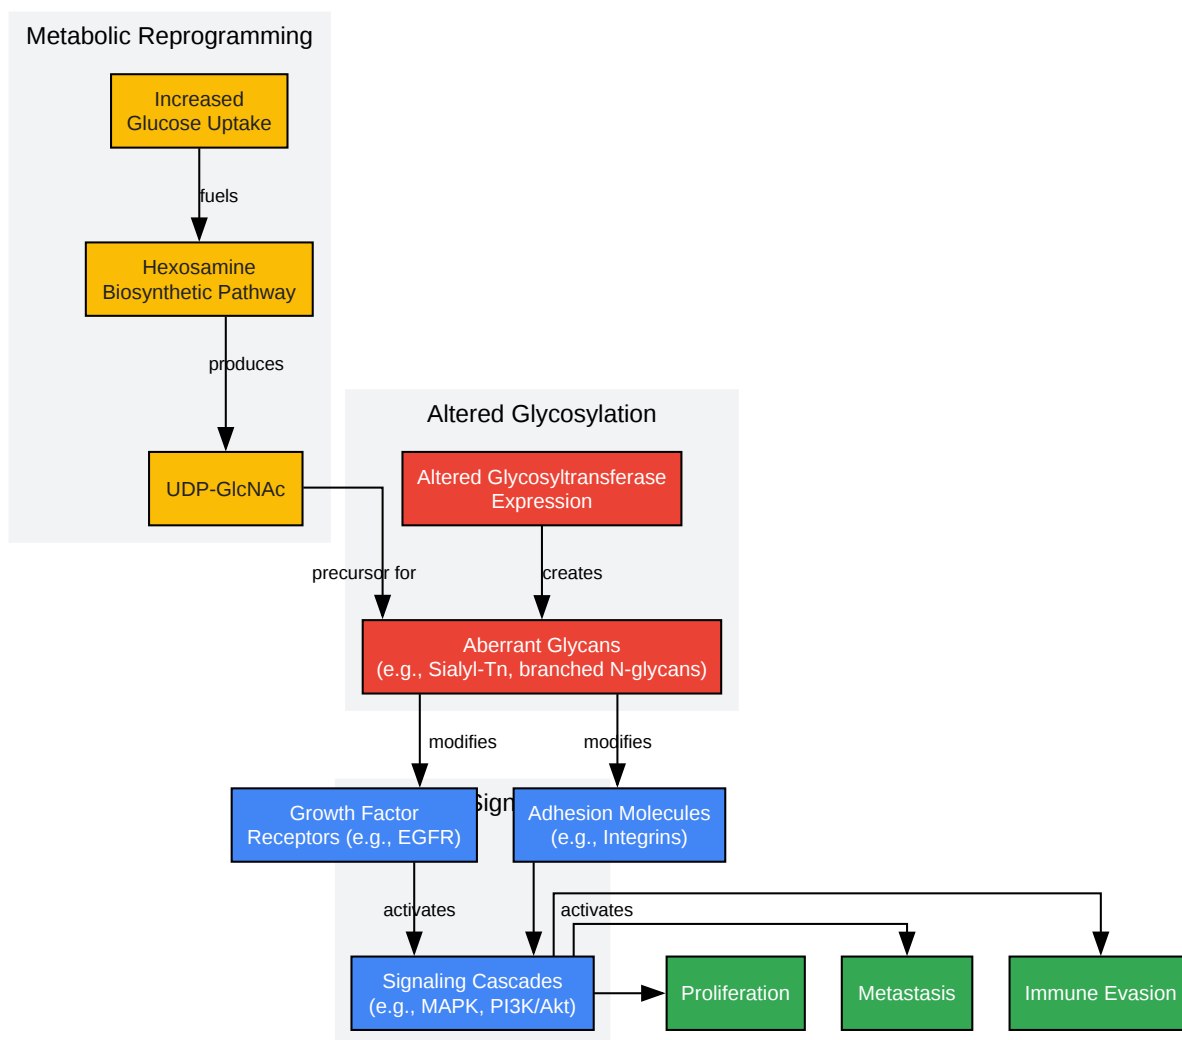 Metabolic Reprogramming
Increased
Glucose Uptake
fuels
Hexosamine
Biosynthetic Pathway
produces
UDP-GlcNAc
Altered Glycosylation
Altered Glycosyltransferase
Expression
precursor for
creates
Aberrant Glycans
(e.g., Sialyl-Tn, branched N-glycans)
modifies
modifies
Growth Factor
Receptors (e.g., EGFR)
Adhesion Molecules
(e.g., Integrins)
activates
activates
Signaling Cascades
(e.g., MAPK, PI3K/Akt)
Proliferation
Metastasis
Immune Evasion